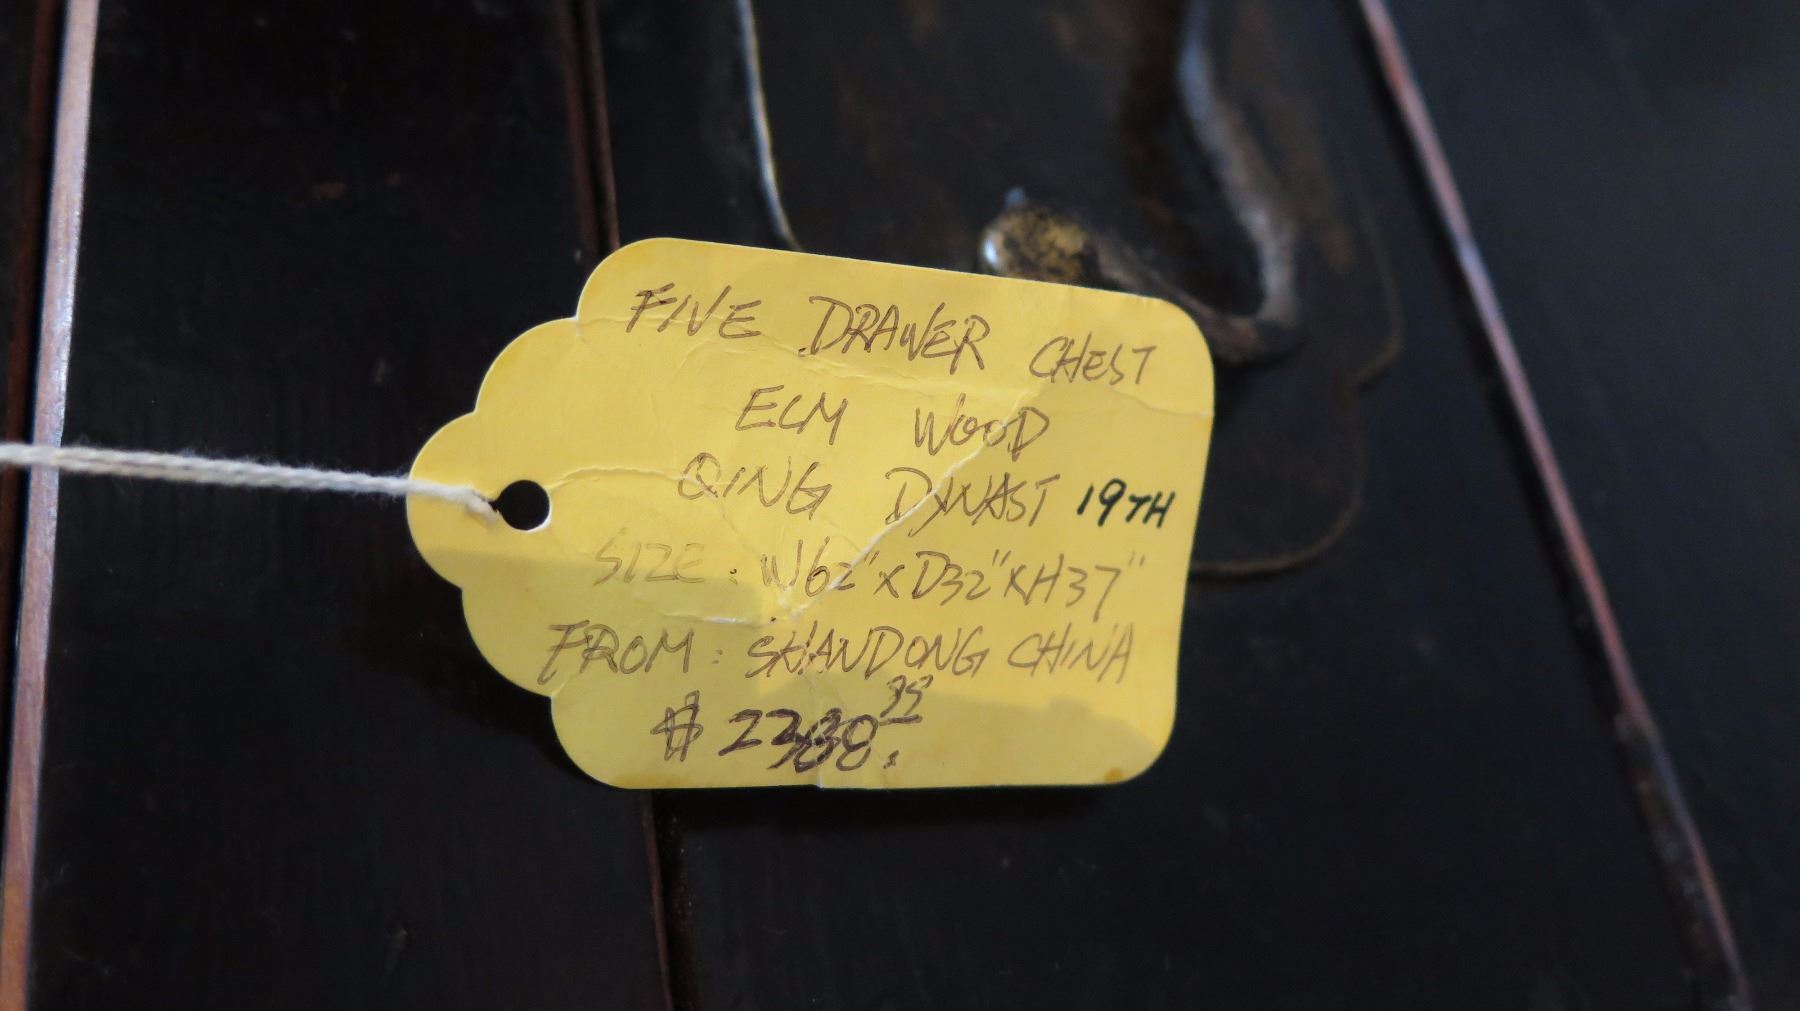 FIVE DRAWER CHEST
ELM WOOD
QING DYNAST 19TH
SIZE: W62"xD32"xH37"
FROM: SHANDONG CHINA
$